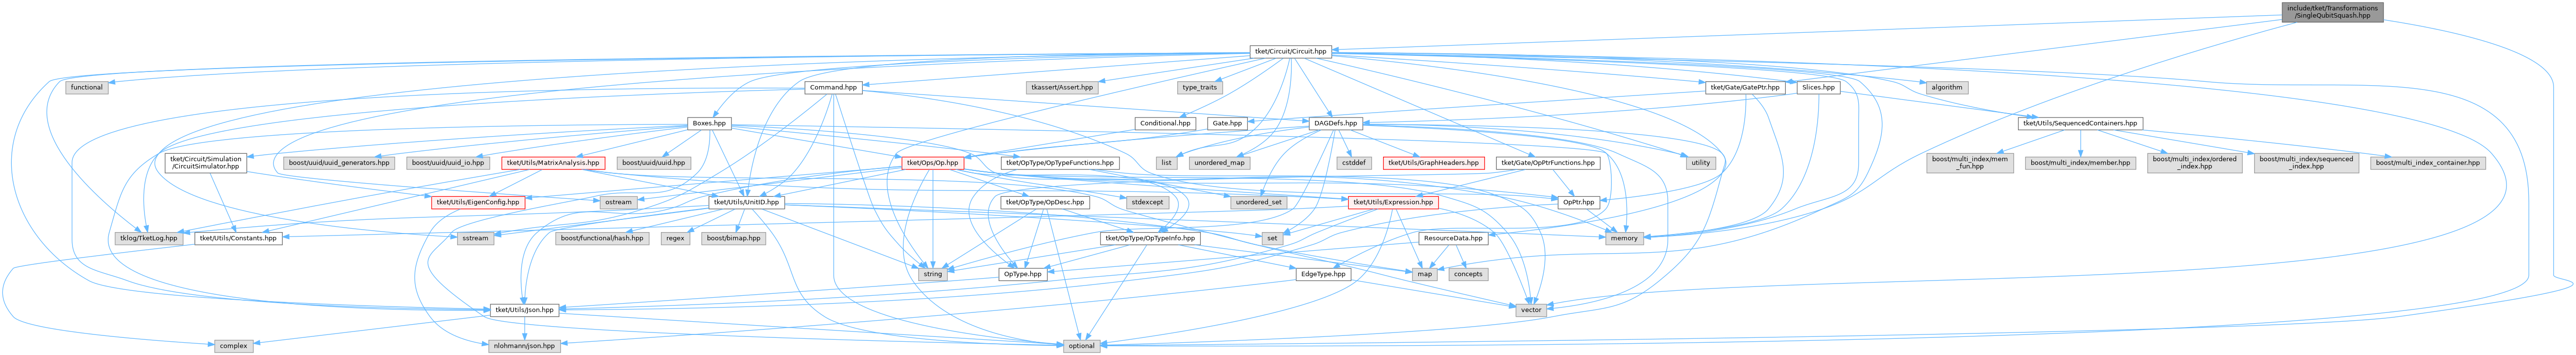 include/tket/Transformations
/SingleQubitSquash.hpp
tket/Circuit/Circuit.hpp
functional
Command.hpp
tkassert/Assert.hpp
type_traits
tket/Gate/GatePtr.hpp
Slices.hpp
algorithm
Boxes.hpp
Conditional.hpp
Gate.hpp
DAGDefs.hpp
tket/Utils/SequencedContainers.hpp
tket/Circuit/Simulation
/CircuitSimulator.hpp
boost/uuid/uuid_generators.hpp
boost/uuid/uuid_io.hpp
tket/Utils/MatrixAnalysis.hpp
boost/uuid/uuid.hpp
tket/Ops/Op.hpp
tket/OpType/OpTypeFunctions.hpp
list
unordered_map
cstddef
tket/Utils/GraphHeaders.hpp
tket/Gate/OpPtrFunctions.hpp
utility
boost/multi_index/mem
_fun.hpp
boost/multi_index/member.hpp
boost/multi_index/ordered
_index.hpp
boost/multi_index/sequenced
_index.hpp
boost/multi_index_container.hpp
tket/Utils/EigenConfig.hpp
ostream
tket/Utils/UnitID.hpp
tket/OpType/OpDesc.hpp
stdexcept
unordered_set
tket/Utils/Expression.hpp
OpPtr.hpp
tklog/TketLog.hpp
tket/Utils/Constants.hpp
sstream
boost/functional/hash.hpp
regex
boost/bimap.hpp
tket/OpType/OpTypeInfo.hpp
set
memory
ResourceData.hpp
string
OpType.hpp
EdgeType.hpp
map
concepts
tket/Utils/Json.hpp
vector
complex
nlohmann/json.hpp
optional